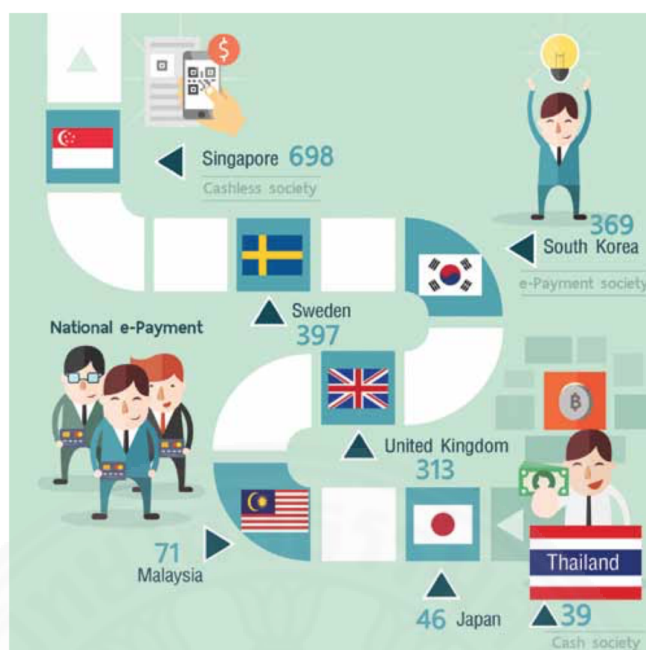 $
Singapore 698
Cashless society
369
South Korea
e-Payment society
Sweden
397
National e-Payment
United Kingdom
313
฿
71
Malaysia
46 Japan
Thailand
39
Cash society